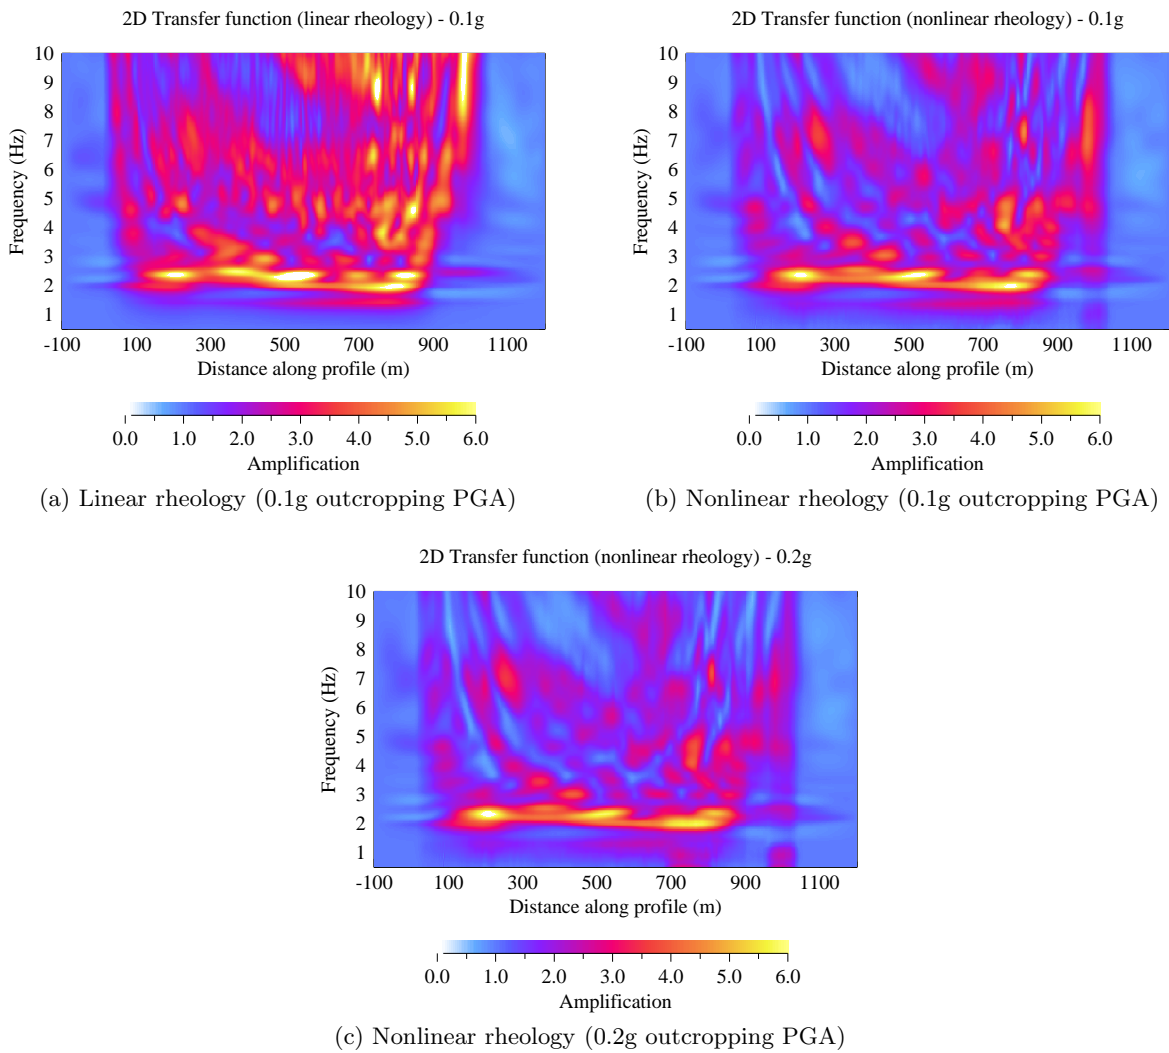 2D Transfer function (linear rheology) - 0.1g
10
9
8
7
6
5
4
3
2
1
Frequency (Hz)
-100 100 300 500 700 900 1100
Distance along profile (m)
0.0 1.0 2.0 3.0 4.0 5.0 6.0
Amplification
(a) Linear rheology (0.1g outcropping PGA)
2D Transfer function (nonlinear rheology) - 0.1g
10
9
8
7
6
5
4
3
2
1
Frequency (Hz)
-100 100 300 500 700 900 1100
Distance along profile (m)
0.0 1.0 2.0 3.0 4.0 5.0 6.0
Amplification
(b) Nonlinear rheology (0.1g outcropping PGA)
2D Transfer function (nonlinear rheology) - 0.2g
10
9
8
7
6
5
4
3
2
1
Frequency (Hz)
-100 100 300 500 700 900 1100
Distance along profile (m)
0.0 1.0 2.0 3.0 4.0 5.0 6.0
Amplification
(c) Nonlinear rheology (0.2g outcropping PGA)